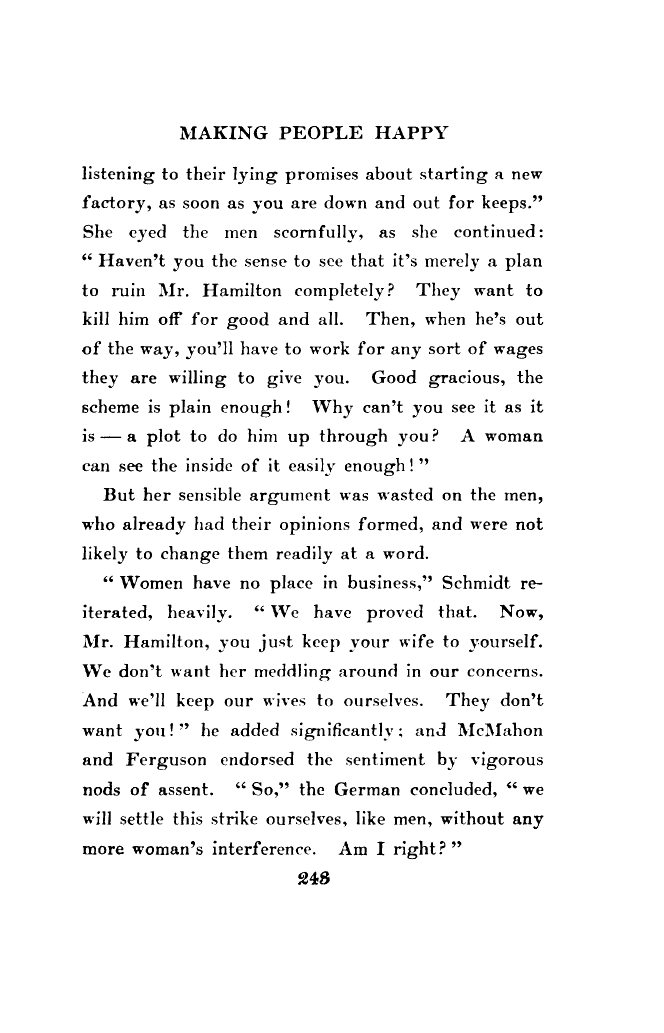 MAKING PEOPLE HAPPY
listening to their lying promises about starting a new
factory, as soon as you are down and out for keeps.”
She eyed the men scornfully, as she continued:
“ Haven’t you the sense to see that it’s merely a plan
to ruin Mr. Hamilton completely? They want to
kill him off for good and all. Then, when he’s out
of the way, you’ll have to work for any sort of wages
they are willing to give you. Good gracious, the
scheme is plain enough! Why can’t you see it as it
is — a plot to do him up through you? A woman
can see the inside of it easily enough!”
But her sensible argument was wasted on the men,
who already had their opinions formed, and were not
likely to change them readily at a word.
“ Women have no place in business,” Schmidt re-
iterated, heavily. “ We have proved that. Now,
Mr. Hamilton, you just keep your wife to yourself.
We don’t want her meddling around in our concerns.
And we’ll keep our wives to ourselves. They don’t
want you!” he added significantly; and McMahon
and Ferguson endorsed the sentiment by vigorous
nods of assent. “ So,” the German concluded, “ we
will settle this strike ourselves, like men, without any
more woman’s interference. Am I right?”
248